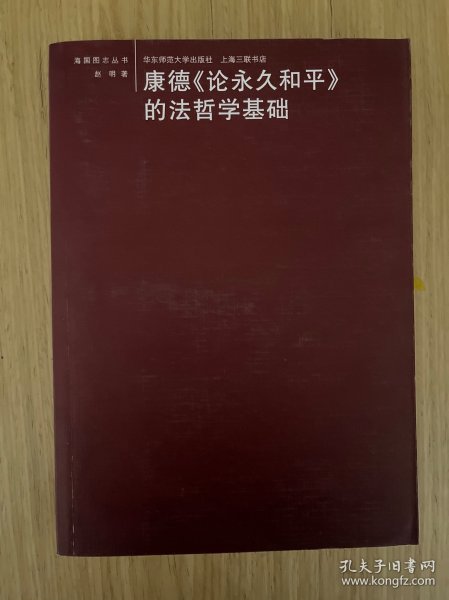 海国图志丛书
赵明 著
华东师范大学出版社 上海三联书店
康德《论永久和平》
的法哲学基础
孔夫子旧书网
www.kongfz.com